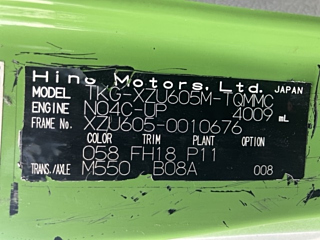 Hino Motors, Ltd. JAPAN
MODEL TKG-XZU605M-TQMMC
ENGINE N04C-UP 4009 mL
FRAME No. XZU605-0010676
COLOR TRIM PLANT OPTION
058 FH18 P11
TRANS./AXLE M550 B08A 008